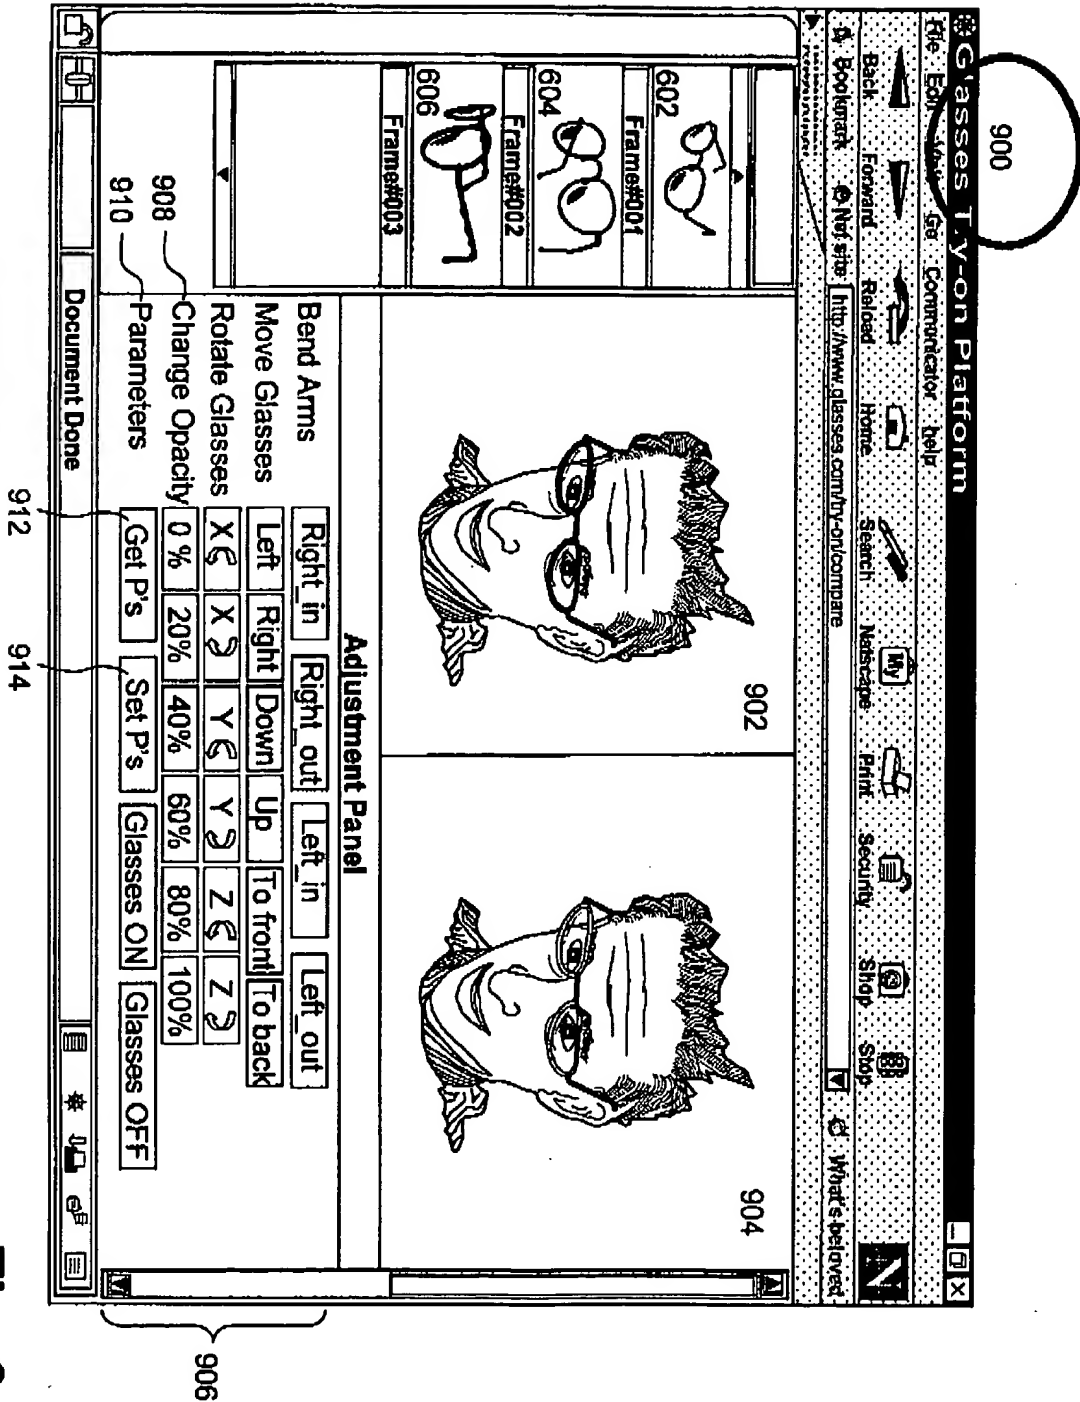 900
Glasses Try-on Platform
File Edit View Go Communicator help
Back Forward Reload Home Search Natscape Print Security Shop Stop
My
N
Bookmark Net site http://www.glasses.com/try-on/compare What's beloved
602
Frame#001
604
Frame#002
606
Frame#003
902
904
Adjustment Panel
Bend Arms Right_in Right_out Left_in Left_out
Move Glasses Left Right Down Up To front To back
Rotate Glasses X X Y Y Z Z
908 Change Opacity 0 % 20% 40% 60% 80% 100%
910 Parameters Get P's Set P's Glasses ON Glasses OFF
906
Document Done
912
914